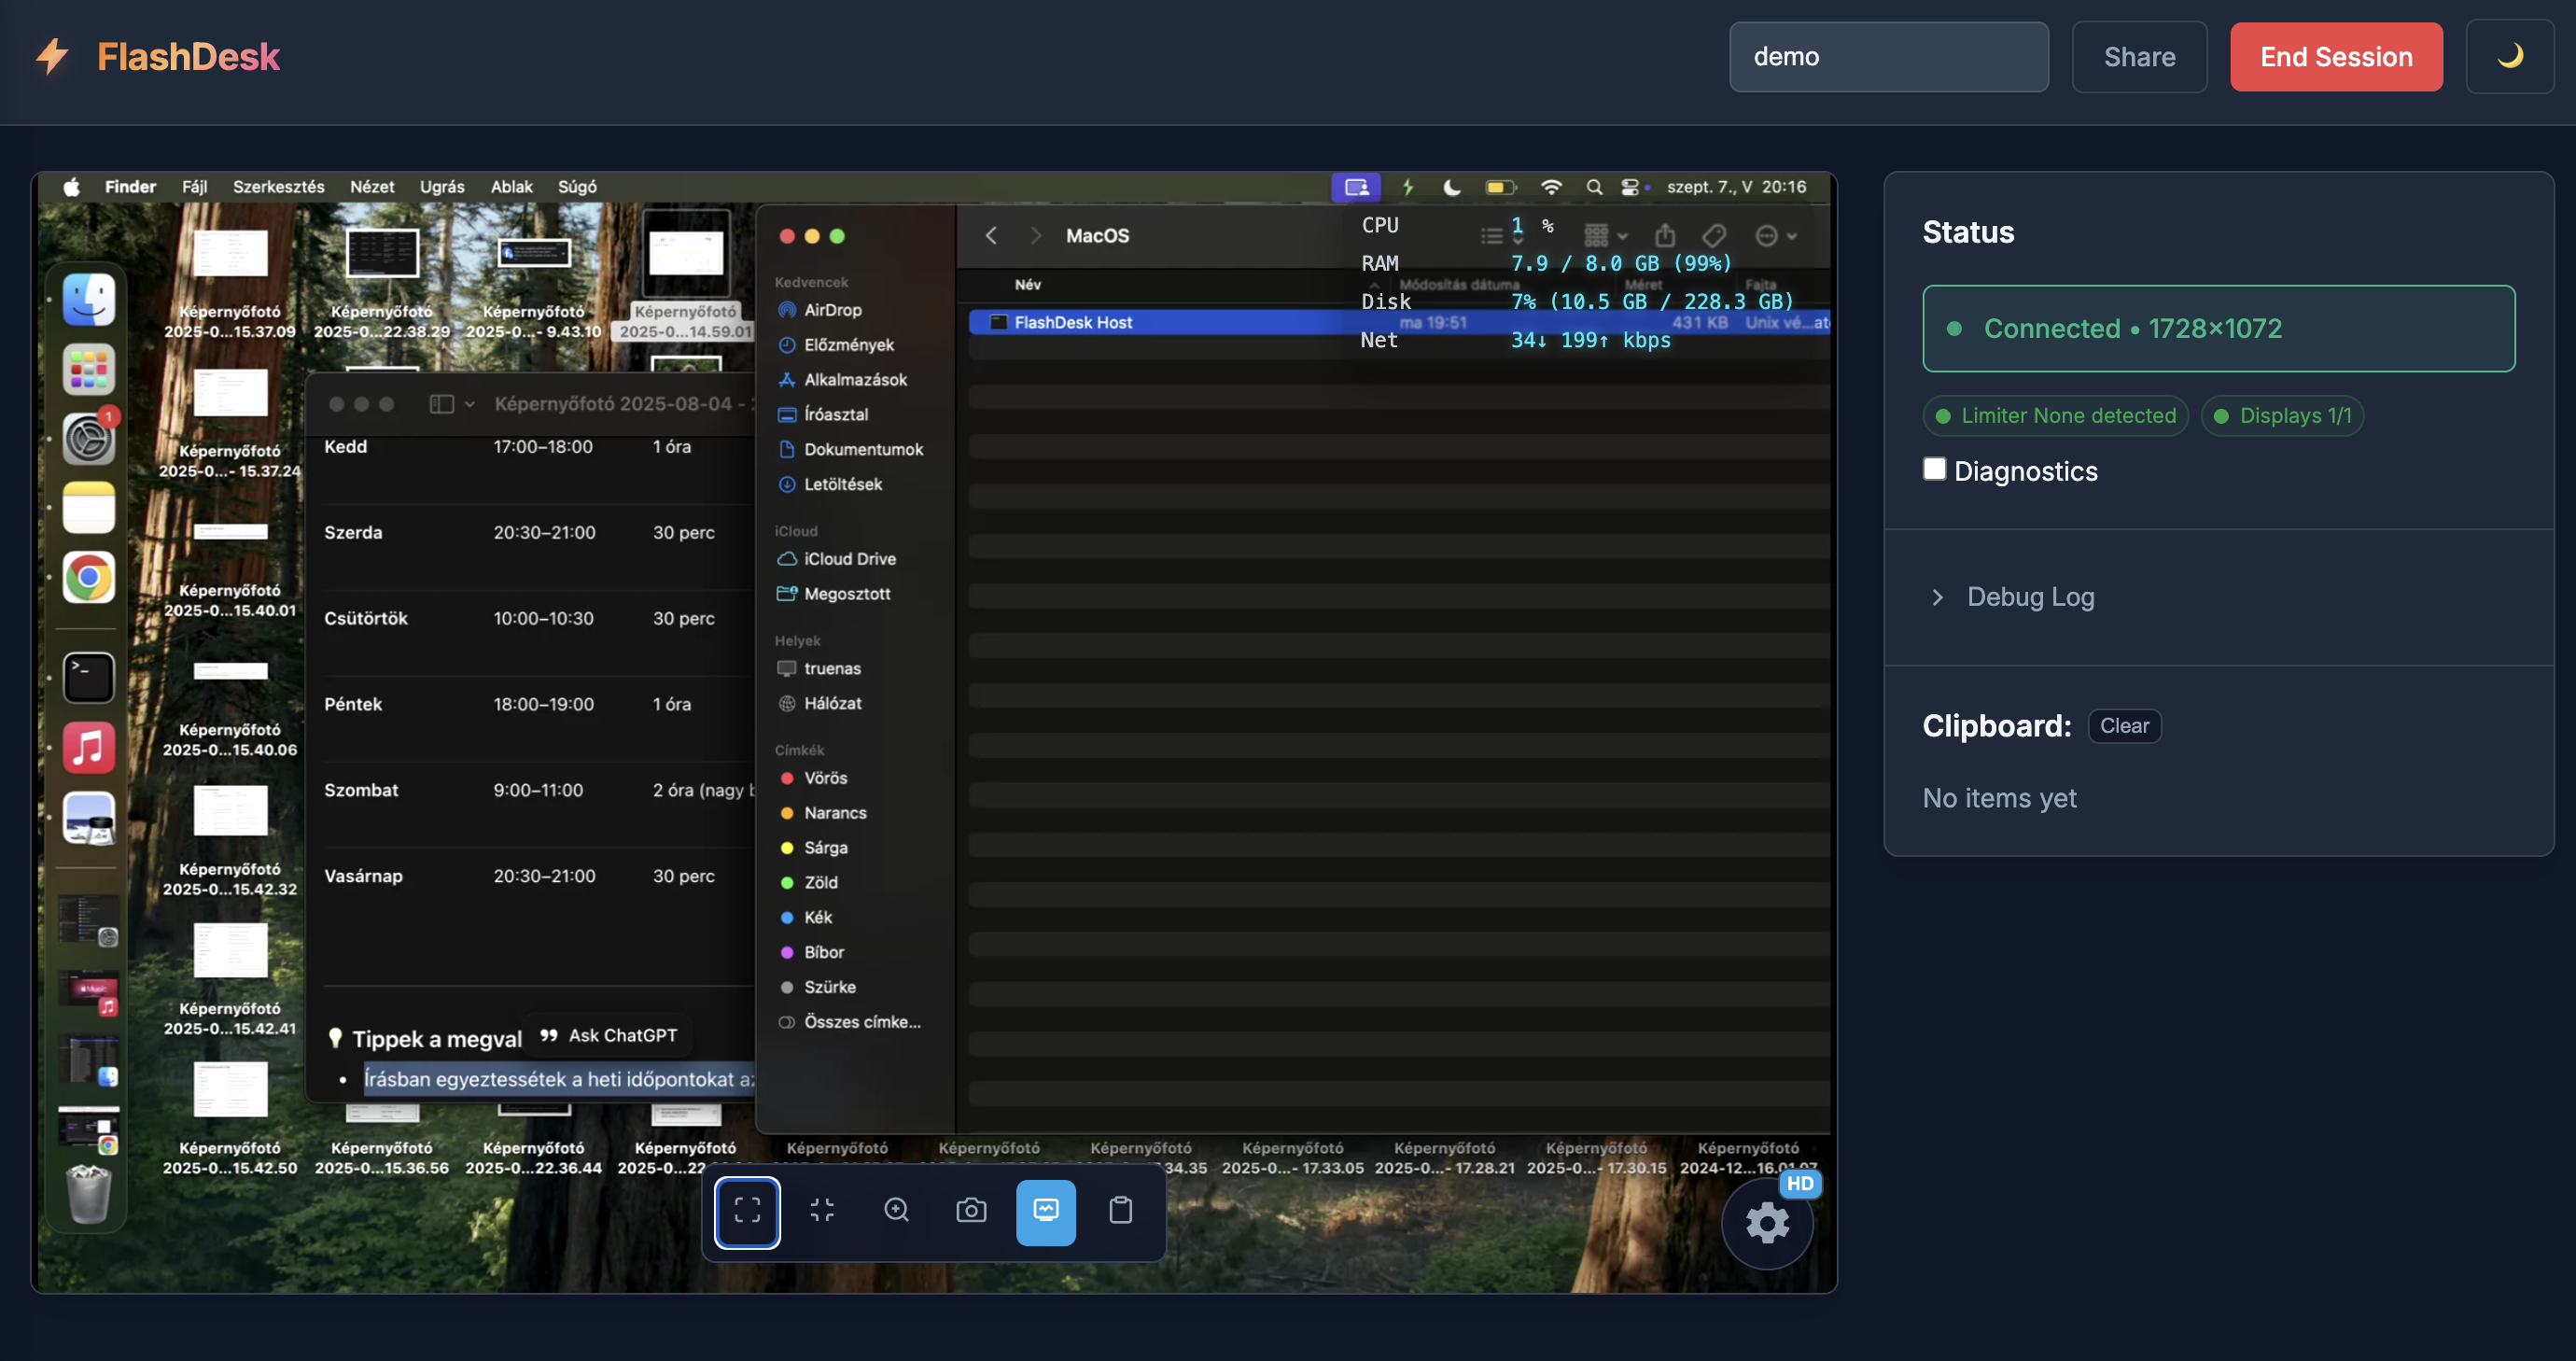 FlashDesk
demo
Share
End Session
Finder Fájl Szerkesztés Nézet Ugrás Ablak Súgó
szept. 7., V 20:16
Képernyőfotó
2025-0...15.37.09
Képernyőfotó
2025-0...22.38.29
Képernyőfotó
2025-0...- 9.43.10
Képernyőfotó
2025-0...14.59.01
Képernyőfotó
2025-0...- 15.37.24
Képernyőfotó
2025-0...15.40.01
Képernyőfotó
2025-0...15.40.06
Képernyőfotó
2025-0...15.42.32
Képernyőfotó
2025-0...15.42.41
Képernyőfotó
2025-0...15.42.50
1
Képernyőfotó 2025-08-04 -
Kedd 17:00–18:00 1 óra
Szerda 20:30–21:00 30 perc
Csütörtök 10:00–10:30 30 perc
Péntek 18:00–19:00 1 óra
Szombat 9:00–11:00 2 óra (nagy
Vasárnap 20:30–21:00 30 perc
Tippek a megval
Ask ChatGPT
• Írásban egyeztessétek a heti időpontokat az
Kedvencek
AirDrop
Előzmények
Alkalmazások
Íróasztal
Dokumentumok
Letöltések
iCloud
iCloud Drive
Megosztott
Helyek
truenas
Hálózat
Címkék
Vörös
Narancs
Sárga
Zöld
Kék
Bíbor
Szürke
Összes címke...
MacOS
Név Módosítás dátuma Méret Fajta
FlashDesk Host ma 19:51 431 KB Unix vé...
CPU 1 %
RAM 7.9 / 8.0 GB (99%)
Disk 7% (10.5 GB / 228.3 GB)
Net 34↓ 199↑ kbps
Képernyőfotó
2025-0...15.36.56
Képernyőfotó
2025-0...22.36.44
Képernyőfotó
2025-0...22
Képernyőfotó
Képernyőfotó
Képernyőfotó
34.35
Képernyőfotó
2025-0...- 17.33.05
Képernyőfotó
2025-0...- 17.28.21
Képernyőfotó
2025-0...- 17.30.15
Képernyőfotó
2024-12...16.01.07
HD
Status
Connected • 1728×1072
Limiter None detected
Displays 1/1
Diagnostics
Debug Log
Clipboard:
Clear
No items yet